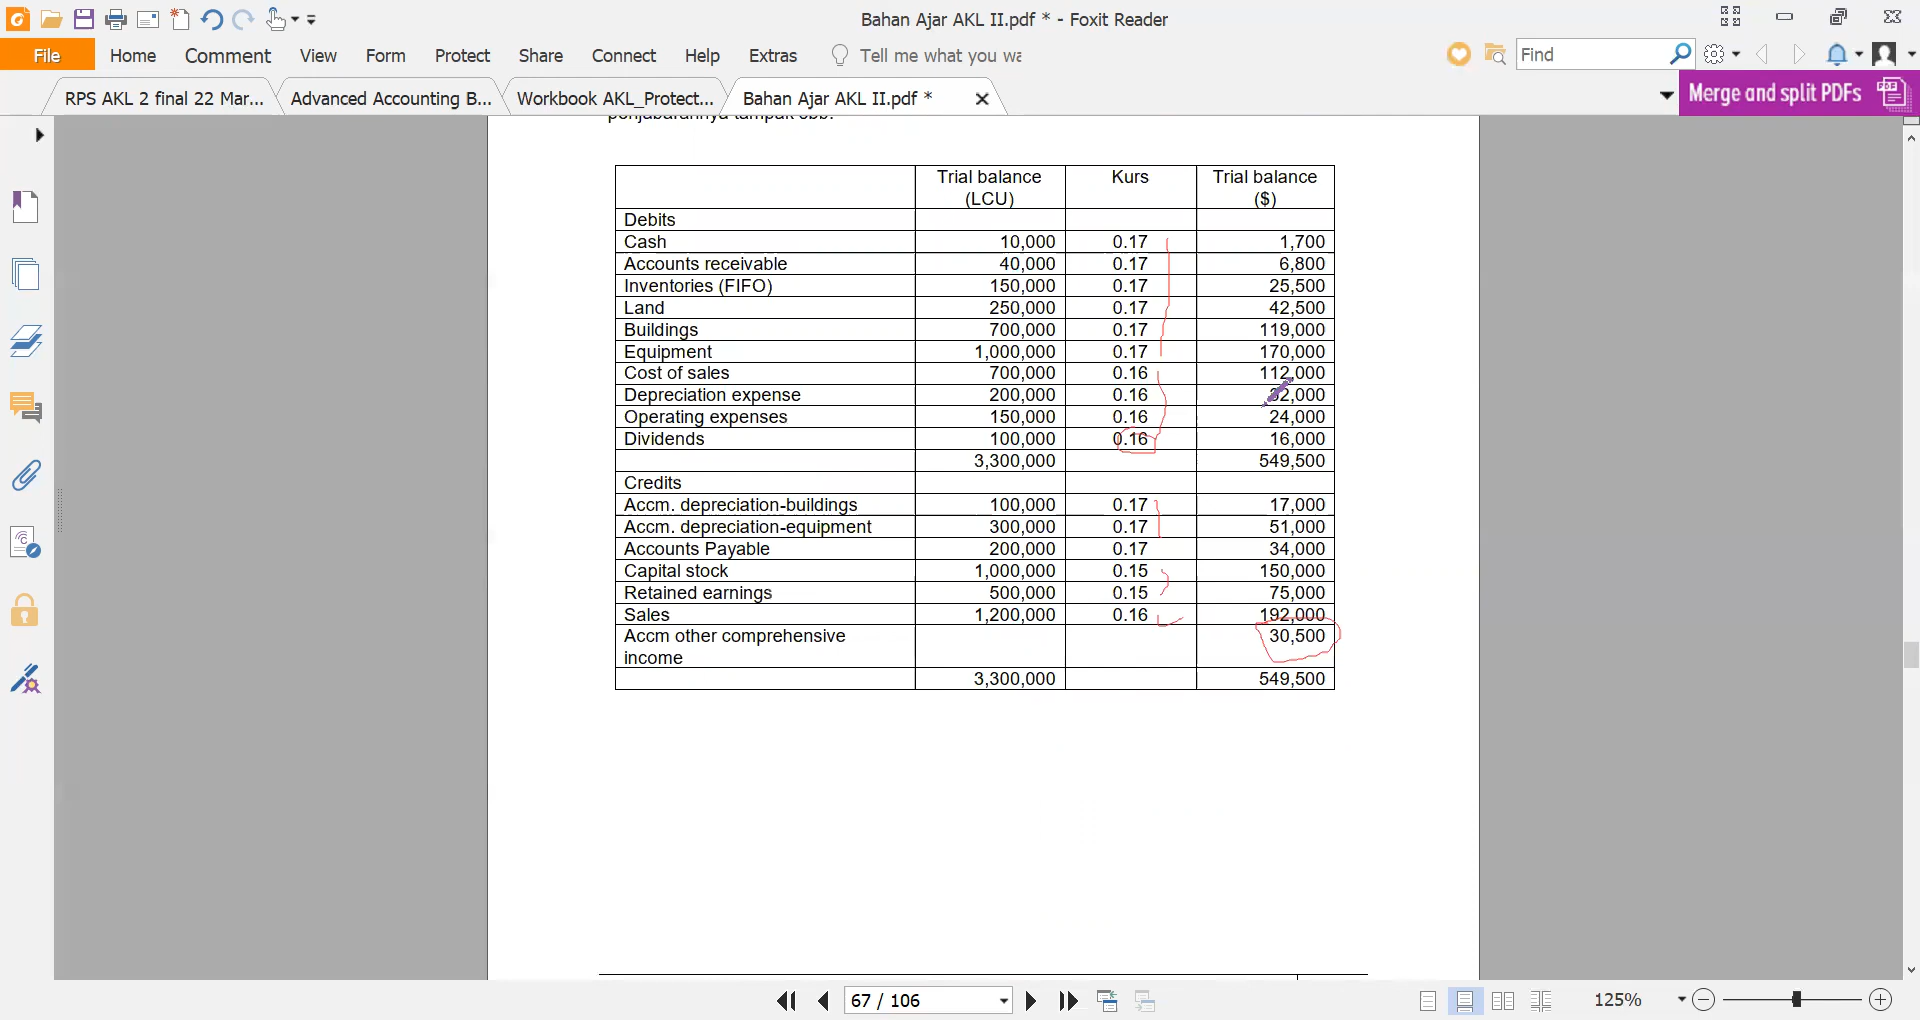 Bahan Ajar AKL II.pdf * - Foxit Reader
File Home Comment View Form Protect Share Connect Help Extras Tell me what you wa Find
RPS AKL 2 final 22 Mar... Advanced Accounting B... Workbook AKL_Protect... Bahan Ajar AKL II.pdf * Merge and split PDFs
Trial balance (LCU) Kurs Trial balance ($)
Debits
Cash 10,000 0.17 1,700
Accounts receivable 40,000 0.17 6,800
Inventories (FIFO) 150,000 0.17 25,500
Land 250,000 0.17 42,500
Buildings 700,000 0.17 119,000
Equipment 1,000,000 0.17 170,000
Cost of sales 700,000 0.16 112,000
Depreciation expense 200,000 0.16 32,000
Operating expenses 150,000 0.16 24,000
Dividends 100,000 0.16 16,000
3,300,000 549,500
Credits
Accm. depreciation-buildings 100,000 0.17 17,000
Accm. depreciation-equipment 300,000 0.17 51,000
Accounts Payable 200,000 0.17 34,000
Capital stock 1,000,000 0.15 150,000
Retained earnings 500,000 0.15 75,000
Sales 1,200,000 0.16 192,000
Accm other comprehensive 30,500
income
3,300,000 549,500
67 / 106 125%